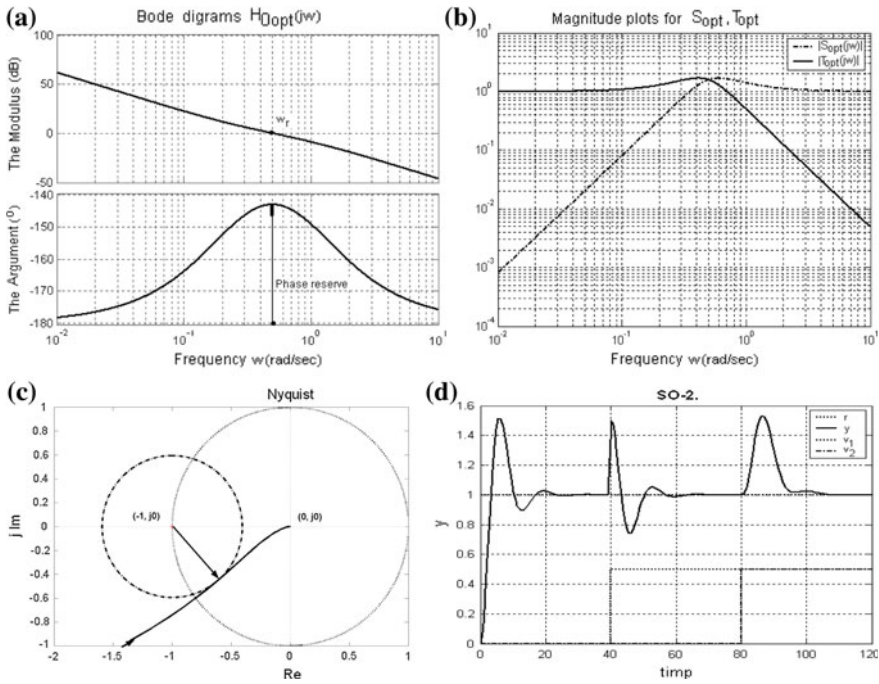 (a)
Bode digrams H0opt(jw)
The Modulus (dB)
100
50
0
-50
wr
The Argument (⁰)
-140
-150
-160
-170
-180
Phase reserve
10⁻² 10⁻¹ 10⁰ 10¹
Frequency w(rad/sec)
(b)
Magnitude plots for Sopt, Topt
|Sopt(jw)|
|Topt(jw)|
10²
10¹
10⁰
10⁻¹
10⁻²
10⁻³
10⁻⁴
10⁻² 10⁻¹ 10⁰ 10¹
Frequency w(rad/sec)
(c)
Nyquist
j Im
1
0.8
0.6
0.4
0.2
0
-0.2
-0.4
-0.6
-0.8
-1
(-1, j0)
(0, j0)
-2 -1.5 -1 -0.5 0 0.5 1
Re
(d)
SO-2.
r
y
v1
v2
y
1.6
1.4
1.2
1
0.8
0.6
0.4
0.2
0
0 20 40 60 80 100 120
timp